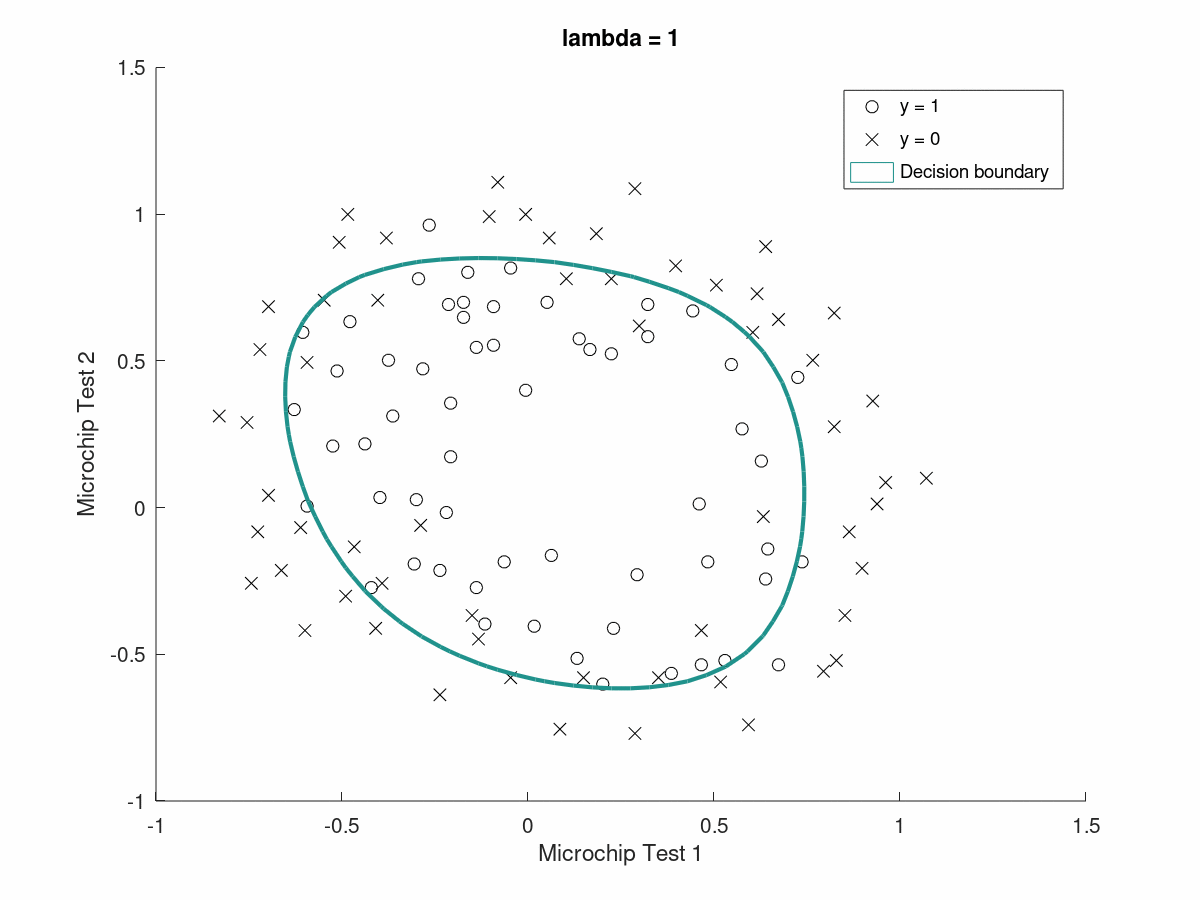 lambda = 1
1.5
1
0.5
0
-0.5
-1
-1
-0.5
0
0.5
1
1.5
Microchip Test 1
Microchip Test 2
y = 1
y = 0
Decision boundary